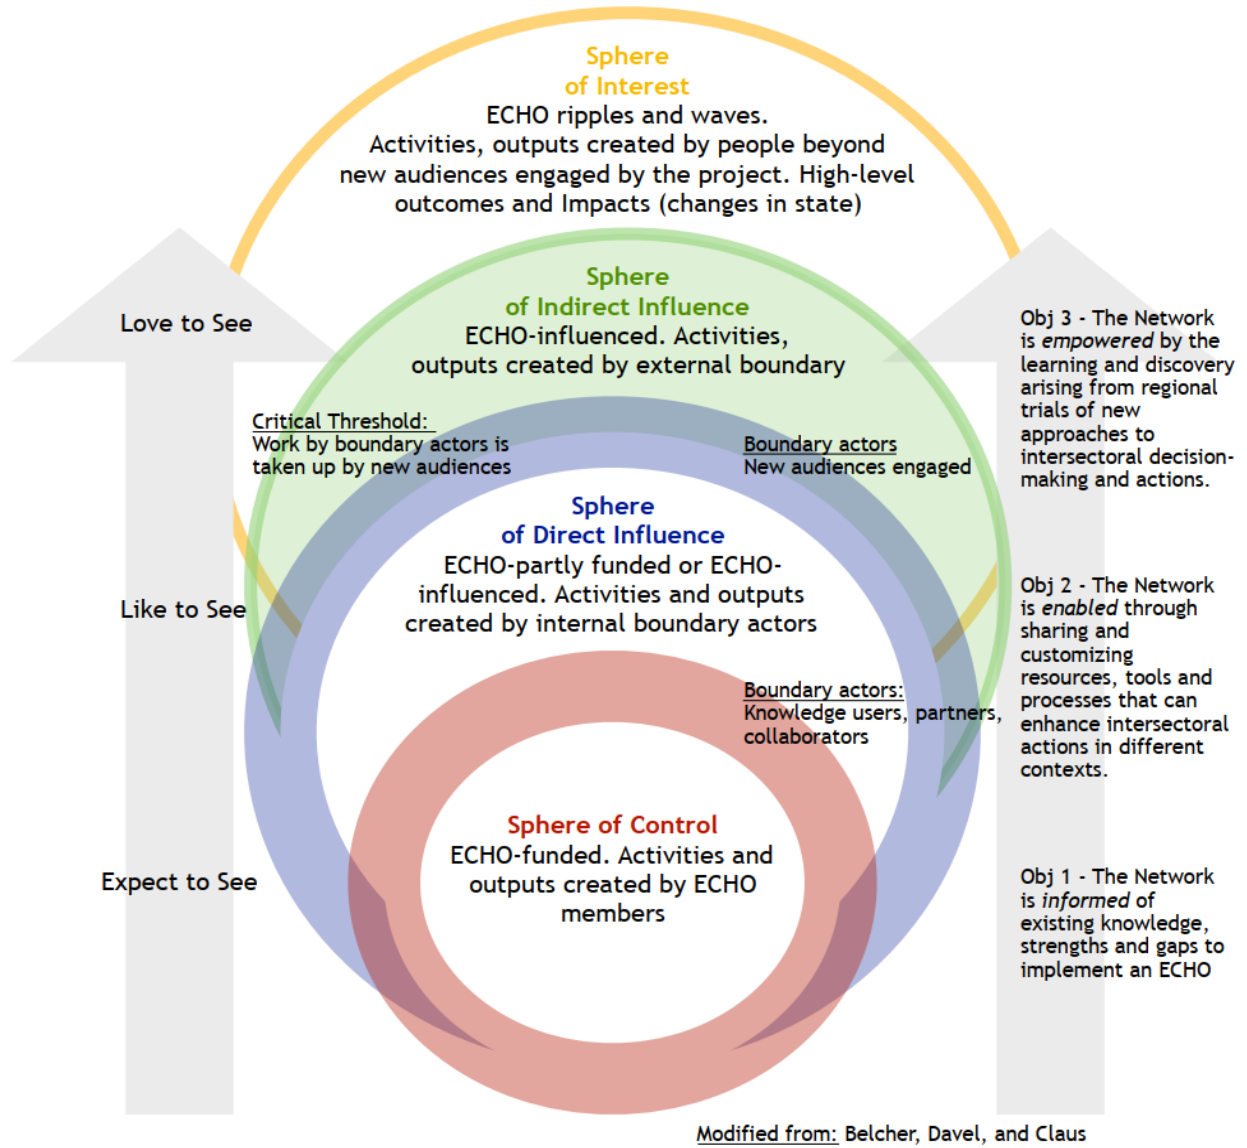 Sphere
of Interest
ECHO ripples and waves.
Activities, outputs created by people beyond
new audiences engaged by the project. High-level
outcomes and Impacts (changes in state)
Sphere
of Indirect Influence
ECHO-influenced. Activities,
outputs created by external boundary
Love to See
Critical Threshold:
Work by boundary actors is
taken up by new audiences
Boundary actors
New audiences engaged
Obj 3 - The Network
is empowered by the
learning and discovery
arising from regional
trials of new
approaches to
intersectoral decision-
making and actions.
Sphere
of Direct Influence
ECHO-partly funded or ECHO-
influenced. Activities and outputs
created by internal boundary actors
Like to See
Boundary actors:
Knowledge users, partners,
collaborators
Obj 2 - The Network
is enabled through
sharing and
customizing
resources, tools and
processes that can
enhance intersectoral
actions in different
contexts.
Sphere of Control
ECHO-funded. Activities and
outputs created by ECHO
members
Expect to See
Obj 1 - The Network
is informed of
existing knowledge,
strengths and gaps to
implement an ECHO
Modified from: Belcher, Davel, and Claus